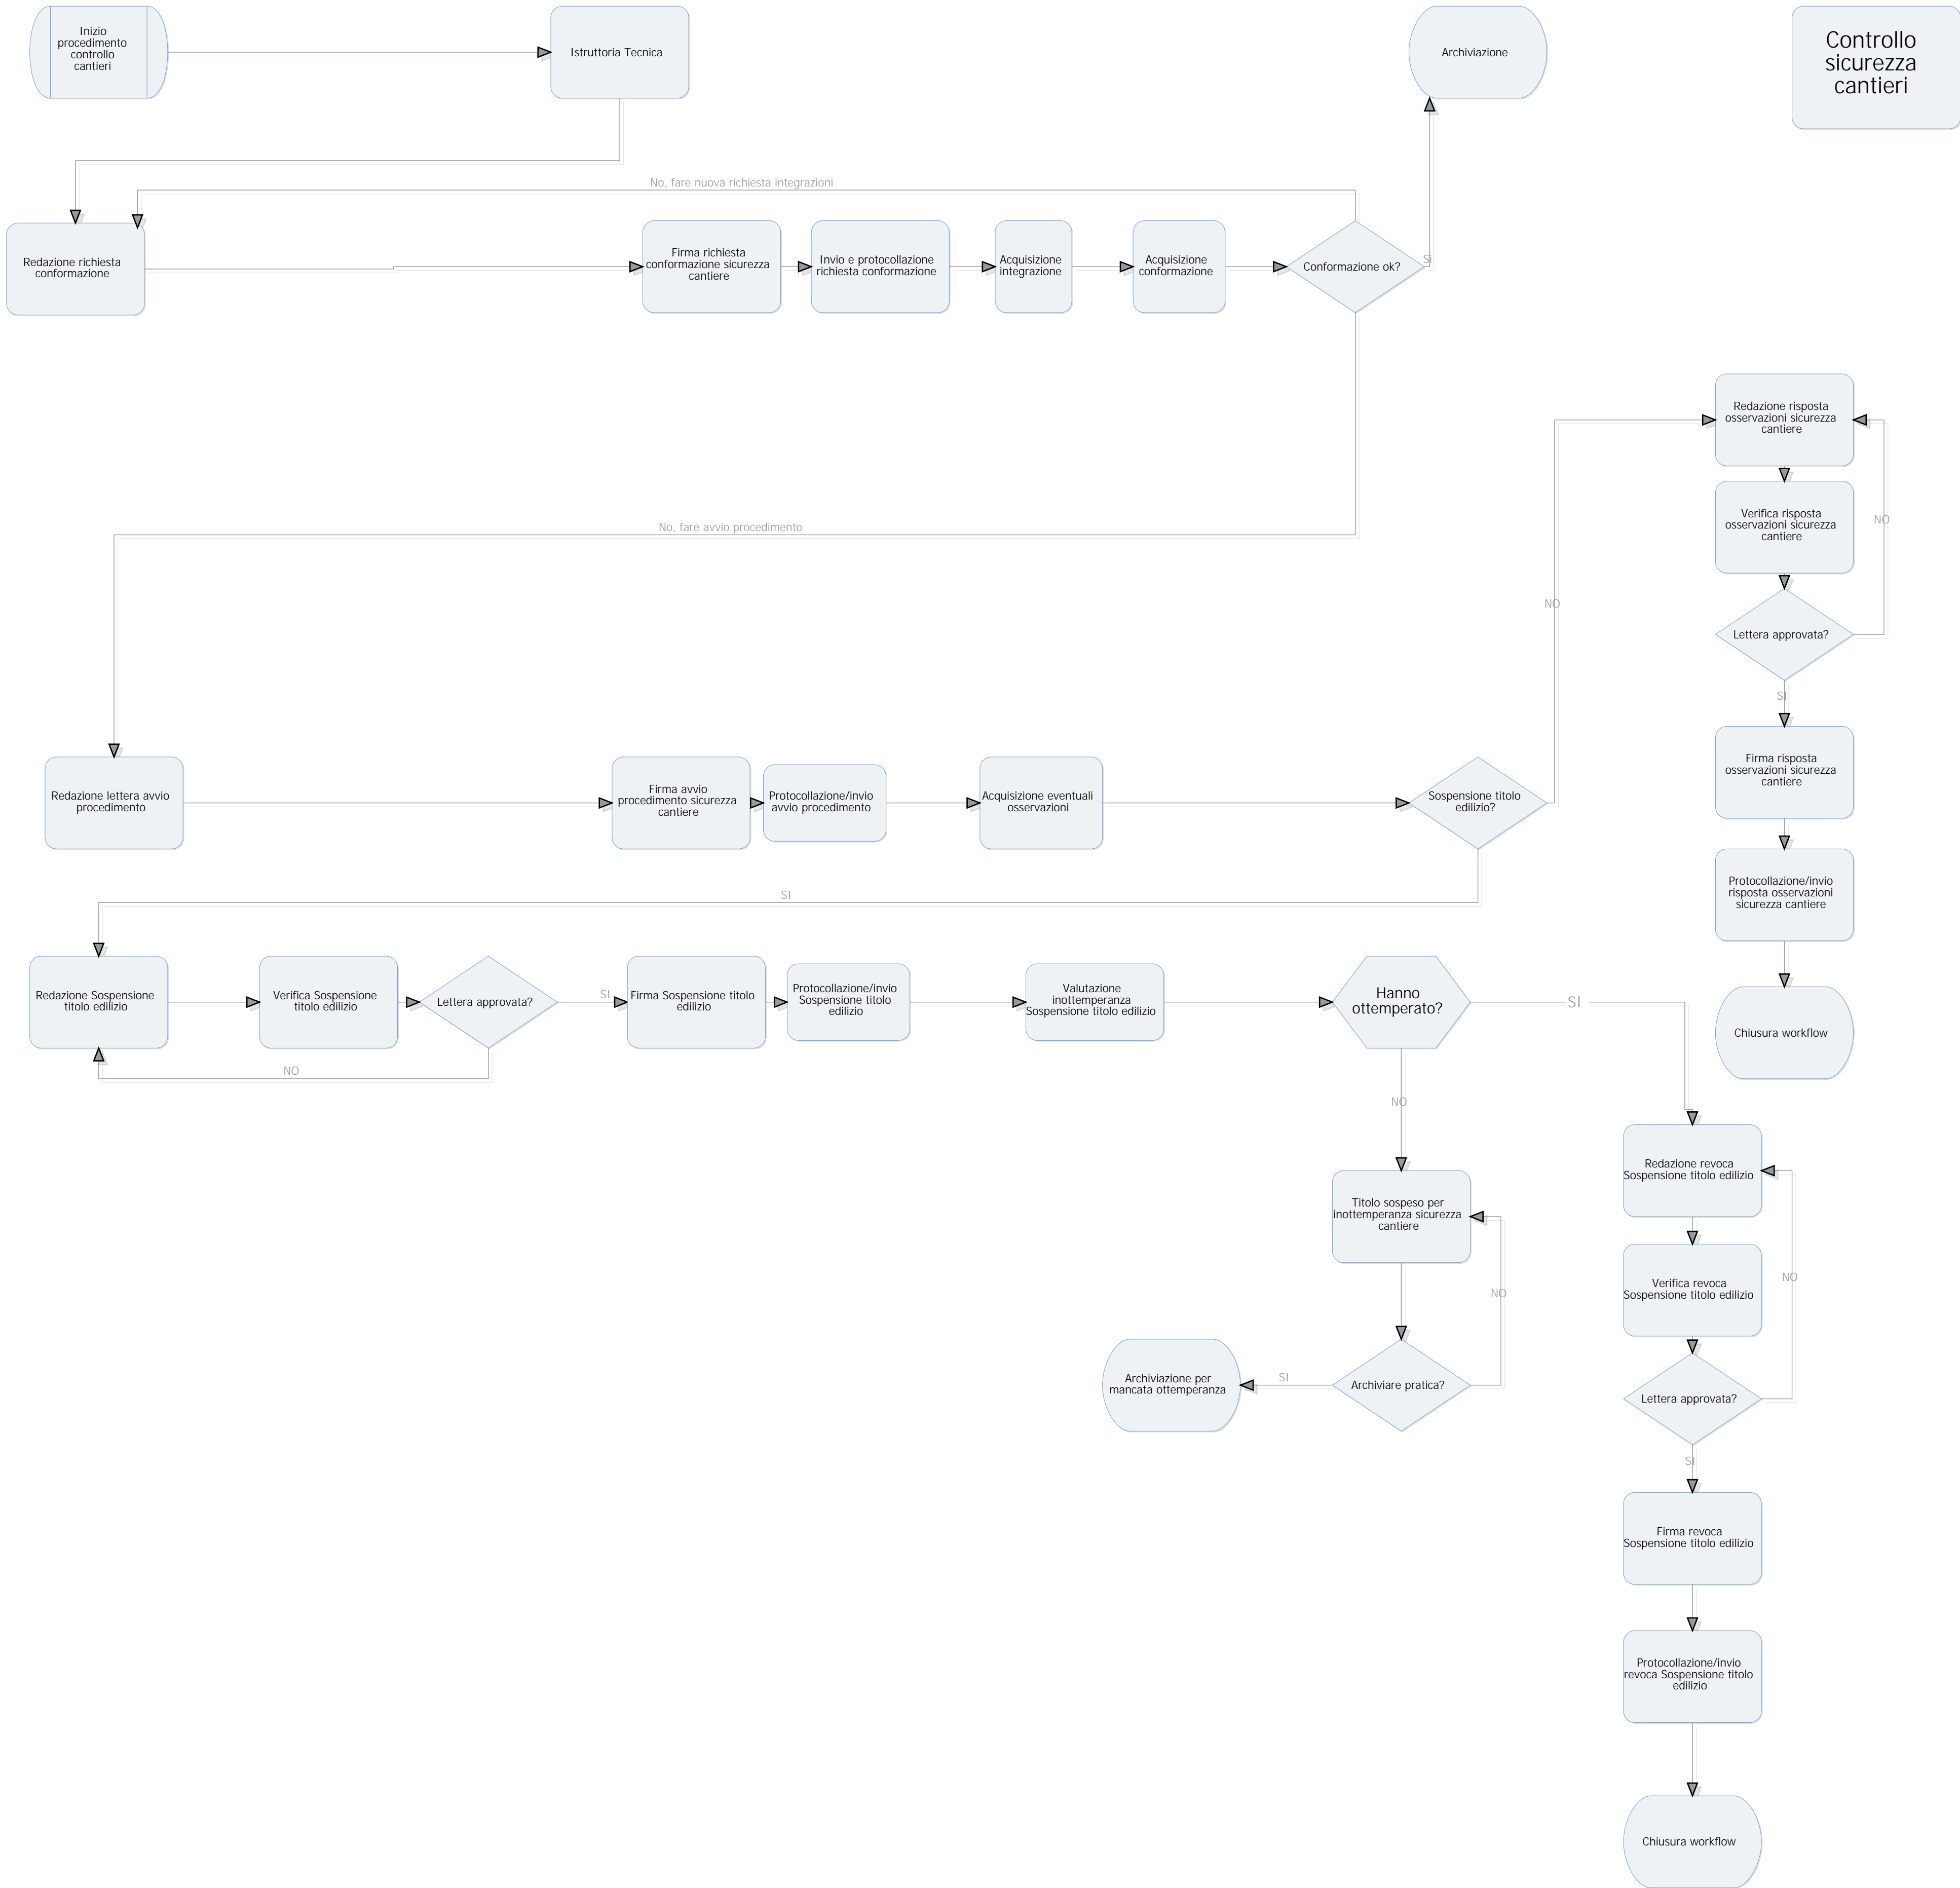 Inizio
procedimento
controllo
cantieri
Istruttoria Tecnica
Archiviazione
Controllo
sicurezza
cantieri
No, fare nuova richiesta integrazioni
Redazione richiesta
conformazione
Firma richiesta
conformazione sicurezza
cantiere
Invio e protocollazione
richiesta conformazione
Acquisizione
integrazione
Acquisizione
conformazione
Conformazione ok?
SI
Redazione risposta
osservazioni sicurezza
cantiere
Verifica risposta
osservazioni sicurezza
cantiere
NO
No, fare avvio procedimento
NO
Lettera approvata?
SI
Firma risposta
osservazioni sicurezza
cantiere
Redazione lettera avvio
procedimento
Firma avvio
procedimento sicurezza
cantiere
Protocollazione/invio
avvio procedimento
Acquisizione eventuali
osservazioni
Sospensione titolo
edilizio?
Protocollazione/invio
risposta osservazioni
sicurezza cantiere
SI
Redazione Sospensione
titolo edilizio
Verifica Sospensione
titolo edilizio
Lettera approvata?
SI
Firma Sospensione titolo
edilizio
Protocollazione/invio
Sospensione titolo
edilizio
Valutazione
inottemperanza
Sospensione titolo edilizio
Hanno
ottemperato?
SI
Chiusura workflow
NO
NO
Redazione revoca
Sospensione titolo edilizio
Titolo sospeso per
inottemperanza sicurezza
cantiere
Verifica revoca
Sospensione titolo edilizio
NO
NO
Archiviazione per
mancata ottemperanza
SI
Archiviare pratica?
Lettera approvata?
SI
Firma revoca
Sospensione titolo edilizio
Protocollazione/invio
revoca Sospensione titolo
edilizio
Chiusura workflow